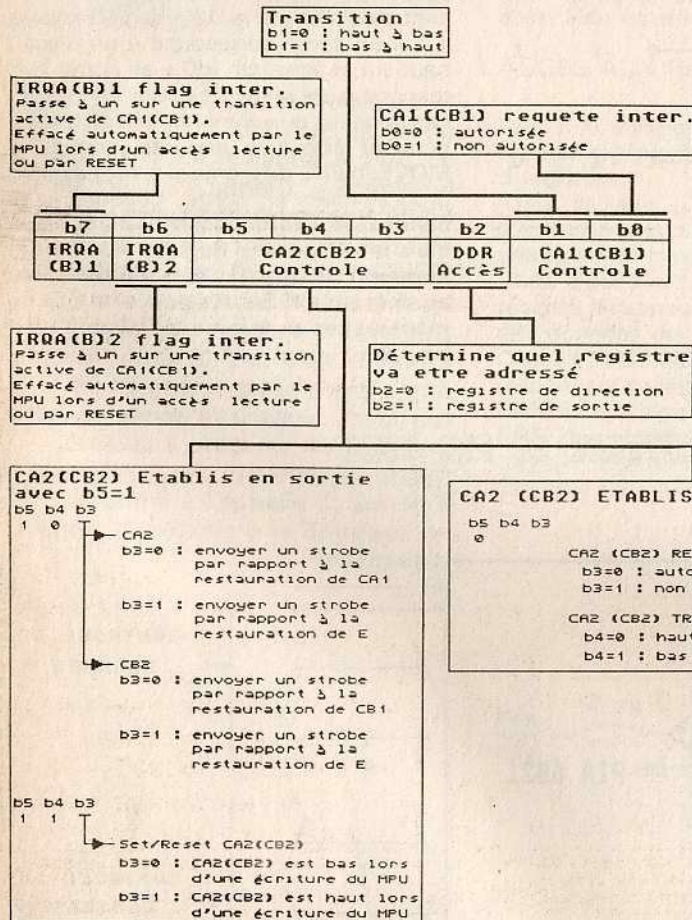 Transition
b1=0 : haut à bas
b1=1 : bas à haut
IRQA(B)1 flag inter.
Passe à un sur une transition
active de CA1(CB1).
Effacé automatiquement par le
MPU lors d'un accès lecture
ou par RESET
CA1(CB1) requete inter.
b0=0 : autorisée
b0=1 : non autorisée
b7 b6 b5 b4 b3 b2 b1 b0
IRQA IRQA CA2(CB2) DDR CA1(CB1)
(B)1 (B)2 Controle Accès Controle
IRQA(B)2 flag inter.
Passe à un sur une transition
active de CA1(CB1).
Effacé automatiquement par le
MPU lors d'un accès lecture
ou par RESET
Détermine quel registre
va etre adressé
b2=0 : registre de direction
b2=1 : registre de sortie
CA2(CB2) Etablis en sortie
avec b5=1
b5 b4 b3
1 0
CA2
b3=0 : envoyer un strobe
par rapport à la
restauration de CA1
b3=1 : envoyer un strobe
par rapport à la
restauration de E
CB2
b3=0 : envoyer un strobe
par rapport à la
restauration de CB1
b3=1 : envoyer un strobe
par rapport à la
restauration de E
b5 b4 b3
1 1
Set/Reset CA2(CB2)
b3=0 : CA2(CB2) est bas lors
d'une écriture du MPU
b3=1 : CA2(CB2) est haut lors
d'une écriture du MPU
CA2 (CB2) ETABLIS
b5 b4 b3
0
CA2 (CB2) RE
b3=0 : auto
b3=1 : non
CA2 (CB2) TR
b4=0 : haut
b4=1 : bas